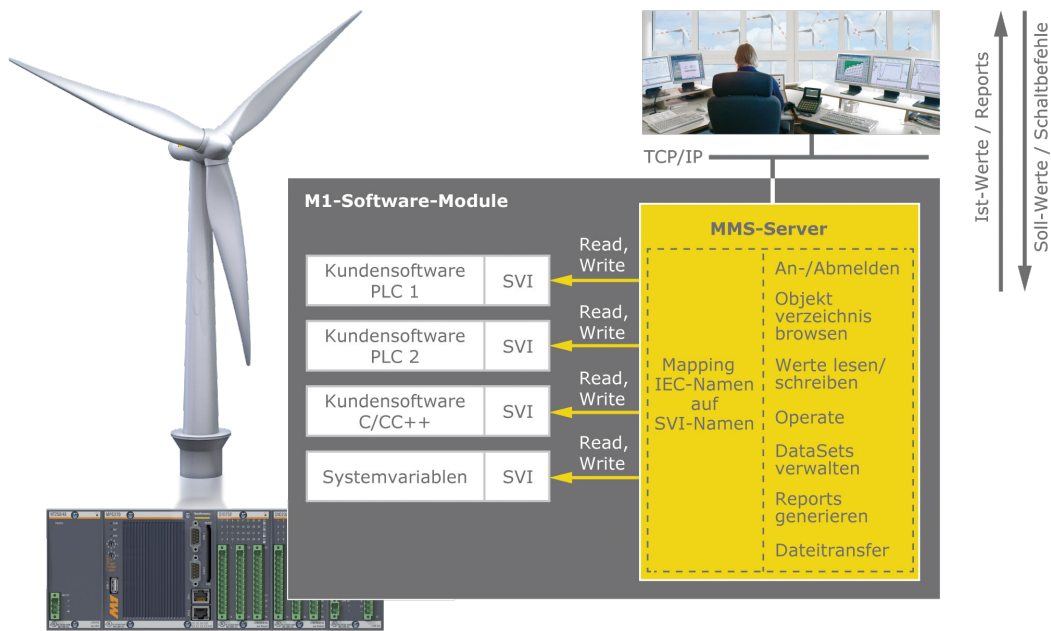 TCP/IP
Ist-Werte / Reports
Soll-Werte / Schaltbefehle
M1-Software-Module
Kundensoftware
PLC 1
SVI
Read,
Write
Kundensoftware
PLC 2
SVI
Read,
Write
Kundensoftware
C/CC++
SVI
Read,
Write
Systemvariablen
SVI
Read,
Write
MMS-Server
Mapping
IEC-Namen
auf
SVI-Namen
An-/Abmelden
Objekt
verzeichnis
browsen
Werte lesen/
schreiben
Operate
DataSets
verwalten
Reports
generieren
Dateitransfer
M1